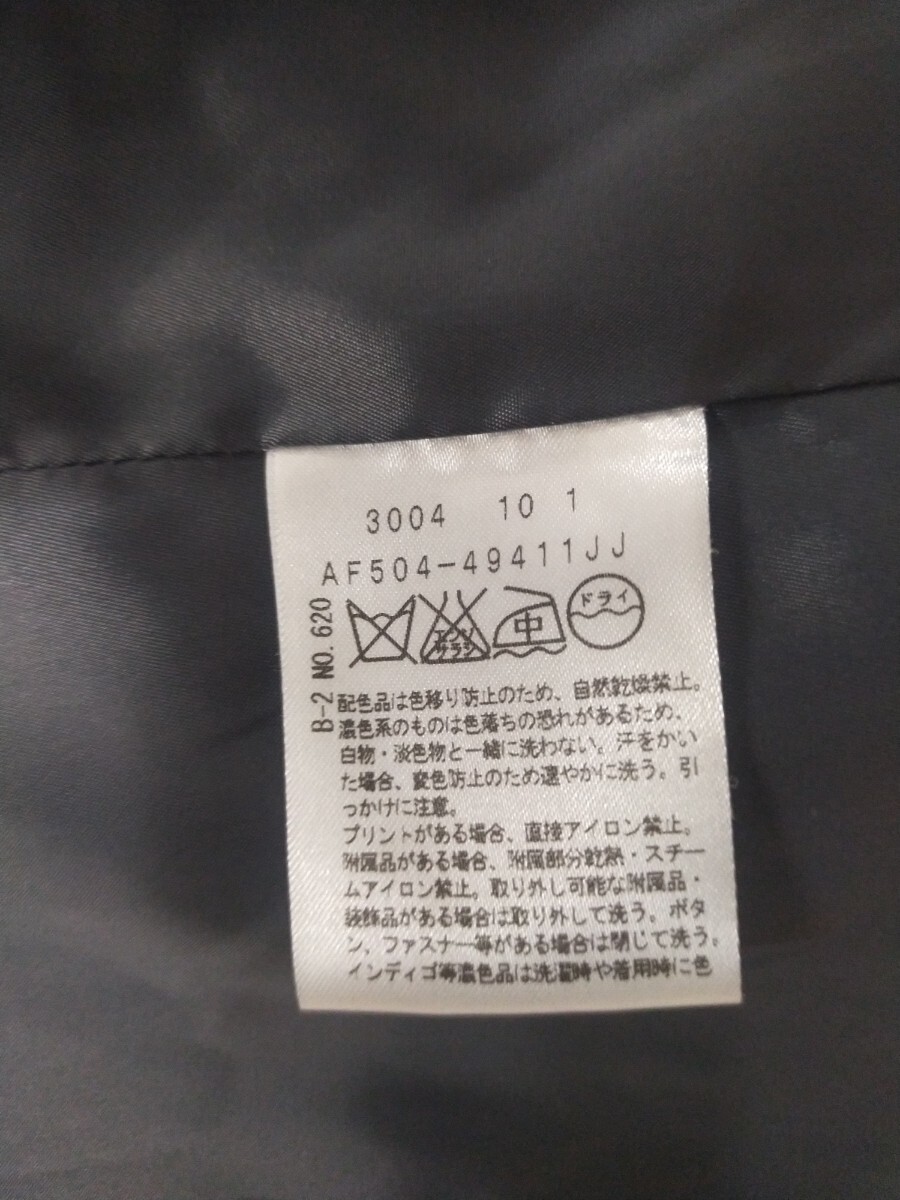 3004 10 1
AF504-49411JJ
エンソ
サラシ
中
ドライ
B-2 NO. 620
配色品は色移り防止のため、自然乾燥禁止。
濃色系のものは色落ちの恐れがあるため、
白物・淡色物と一緒に洗わない。汗をかい
た場合、変色防止のため速やかに洗う。引
っかけに注意。
プリントがある場合、直接アイロン禁止。
附属品がある場合、附属部分乾熱・スチー
ムアイロン禁止。取り外し可能な附属品・
装飾品がある場合は取り外して洗う。ボタ
ン、ファスナー等がある場合は閉じて洗う。
インディゴ等濃色品は洗濯時や着用時に色